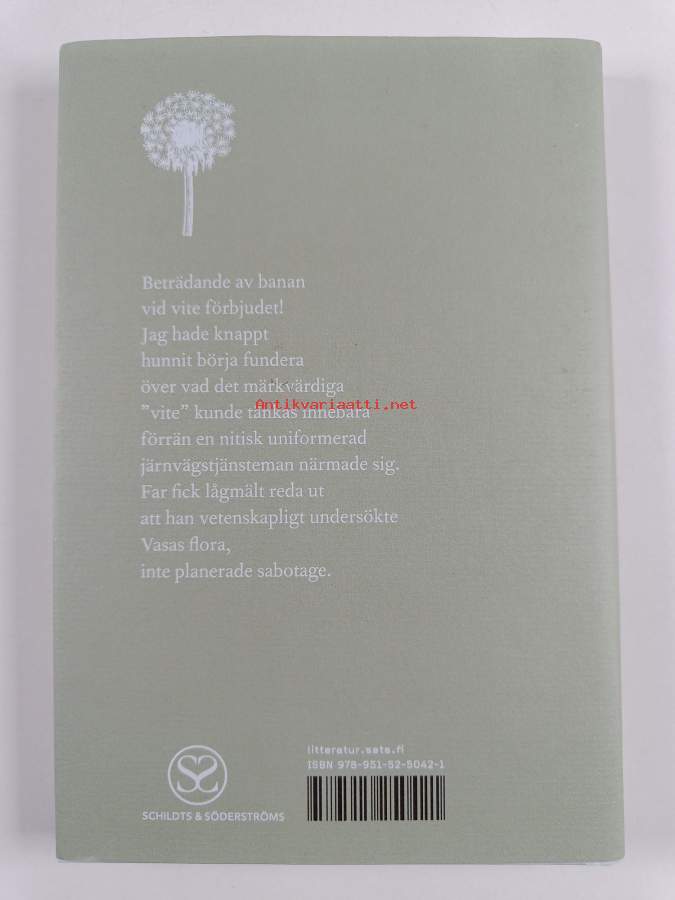 Beträdande av banan
vid vite förbjudet!
Jag hade knappt
hunnit börja fundera
över vad det märkvärdiga
Antikvariaatti.net
”vite” kunde tänkas innebära
förrän en nitisk uniformerad
järnvägstjänsteman närmade sig.
Far fick lågmält reda ut
att han vetenskapligt undersökte
Vasas flora,
inte planerade sabotage.
litteratur.sets.fi
ISBN 978-951-52-5042-1
SCHILDTS & SÖDERSTRÖMS